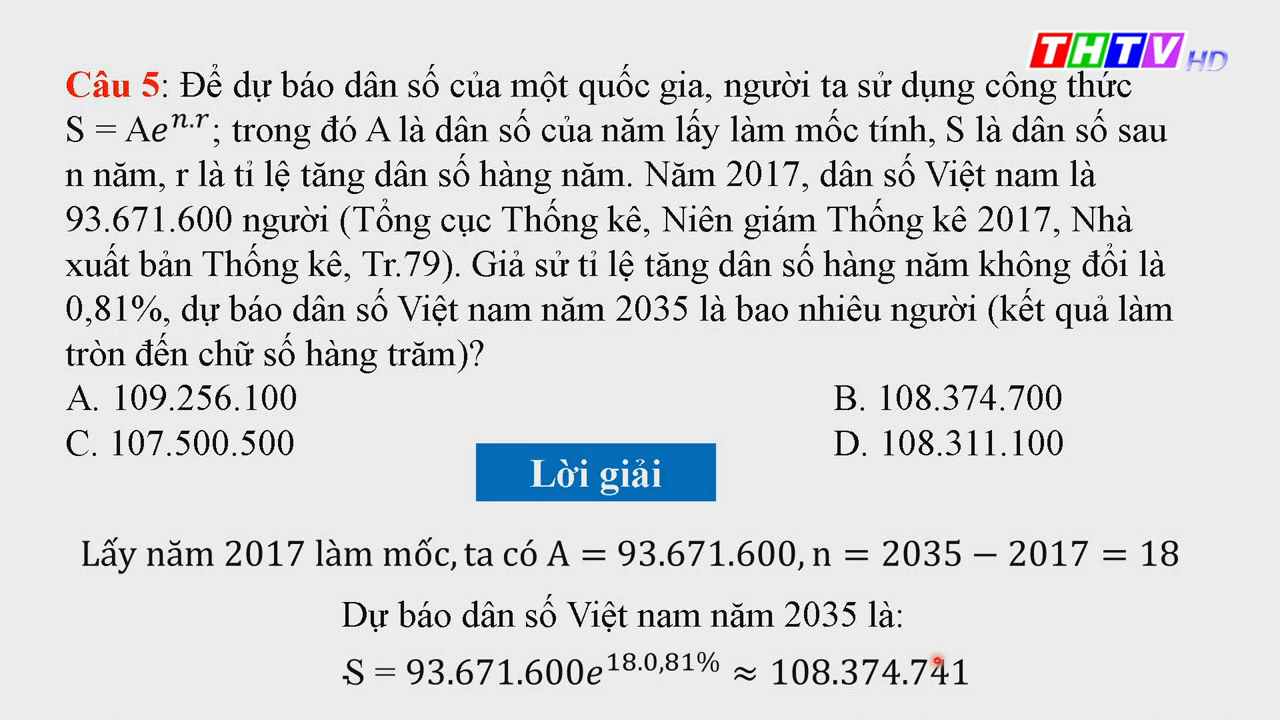 THTV HD
Câu 5: Để dự báo dân số của một quốc gia, người ta sử dụng công thức
S = Ae^{n.r}; trong đó A là dân số của năm lấy làm mốc tính, S là dân số sau
n năm, r là tỉ lệ tăng dân số hàng năm. Năm 2017, dân số Việt nam là
93.671.600 người (Tổng cục Thống kê, Niên giám Thống kê 2017, Nhà
xuất bản Thống kê, Tr.79). Giả sử tỉ lệ tăng dân số hàng năm không đổi là
0,81%, dự báo dân số Việt nam năm 2035 là bao nhiêu người (kết quả làm
tròn đến chữ số hàng trăm)?
A. 109.256.100 B. 108.374.700
C. 107.500.500 D. 108.311.100
Lời giải
Lấy năm 2017 làm mốc, ta có A = 93.671.600, n = 2035 − 2017 = 18
Dự báo dân số Việt nam năm 2035 là:
.S = 93.671.600e^{18.0,81%} ≈ 108.374.741